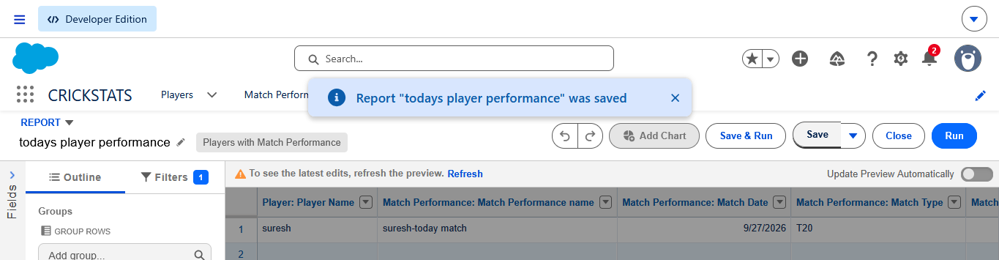 </> Developer Edition
Search...
2
CRICKSTATS
Players
Match Perform
Report "todays player performance" was saved
REPORT
todays player performance
Players with Match Performance
Add Chart
Save & Run
Save
Close
Run
Fields
Outline
Filters 1
To see the latest edits, refresh the preview. Refresh
Update Preview Automatically
Groups
GROUP ROWS
Add group...
Player: Player Name
Match Performance: Match Performance name
Match Performance: Match Date
Match Performance: Match Type
Match
1 suresh suresh-today match 9/27/2026 T20
2